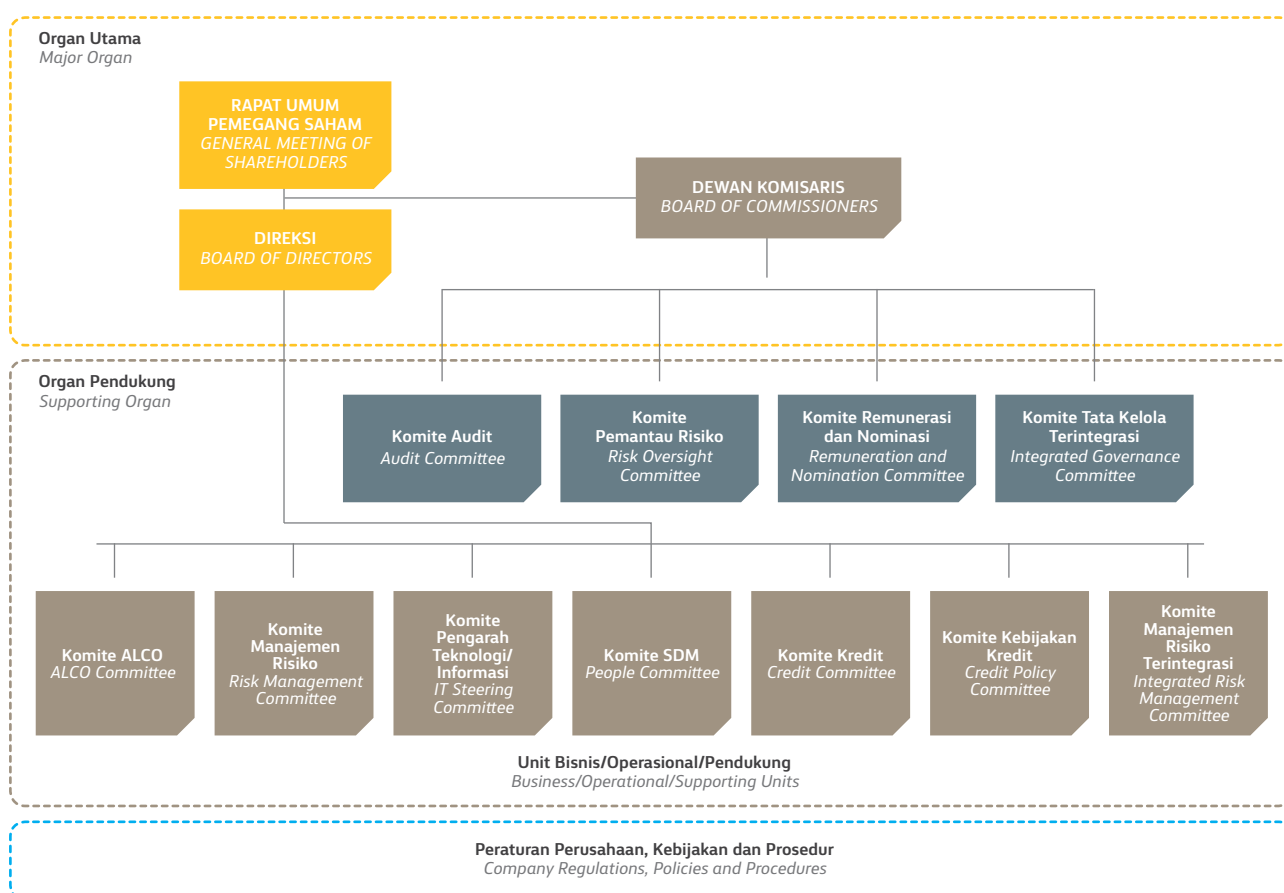 Organ Utama
Major Organ
RAPAT UMUM
PEMEGANG SAHAM
GENERAL MEETING OF
SHAREHOLDERS
DEWAN KOMISARIS
BOARD OF COMMISSIONERS
DIREKSI
BOARD OF DIRECTORS
Organ Pendukung
Supporting Organ
Komite Audit
Audit Committee
Komite
Pemantau Risiko
Risk Oversight
Committee
Komite Remunerasi
dan Nominasi
Remuneration and
Nomination Committee
Komite Tata Kelola
Terintegrasi
Integrated Governance
Committee
Komite ALCO
ALCO Committee
Komite
Manajemen
Risiko
Risk Management
Committee
Komite
Pengarah
Teknologi/
Informasi
IT Steering
Committee
Komite SDM
People Committee
Komite Kredit
Credit Committee
Komite Kebijakan
Kredit
Credit Policy
Committee
Komite
Manajemen
Risiko
Terintegrasi
Integrated Risk
Management
Committee
Unit Bisnis/Operasional/Pendukung
Business/Operational/Supporting Units
Peraturan Perusahaan, Kebijakan dan Prosedur
Company Regulations, Policies and Procedures